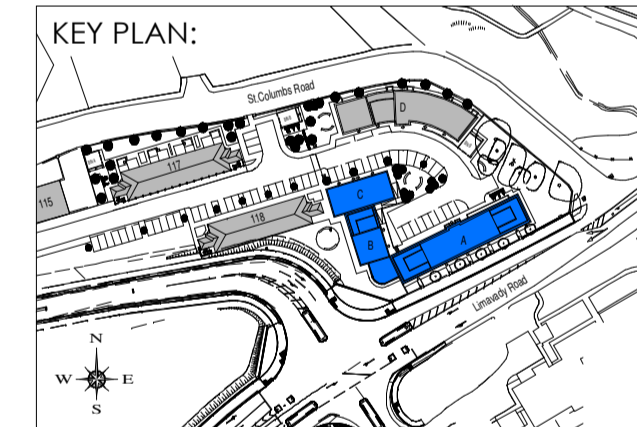 KEY PLAN:
St.Columbs Road
D
117
C
115
118
B
A
Limavady Road
N
W E
S